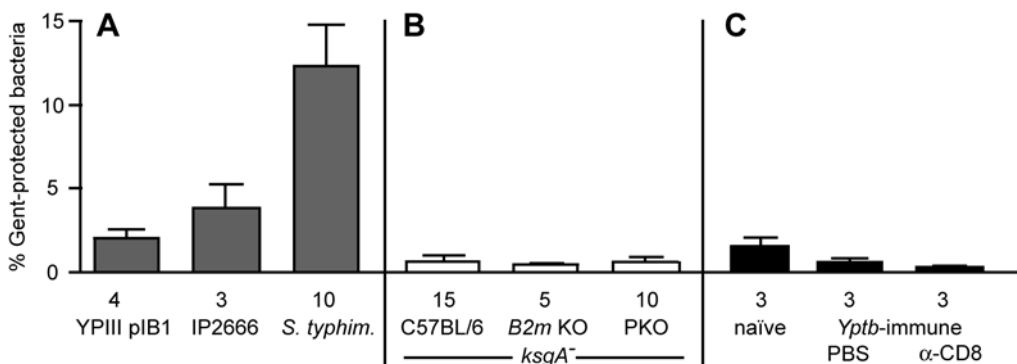 A
B
C
% Gent-protected bacteria
15
10
5
0
4
3
10
15
5
10
3
3
3
YPIII pIB1
IP2666
S. typhim.
C57BL/6
B2m KO
PKO
naïve
Yptb-immune
PBS
α-CD8
ksgA⁻